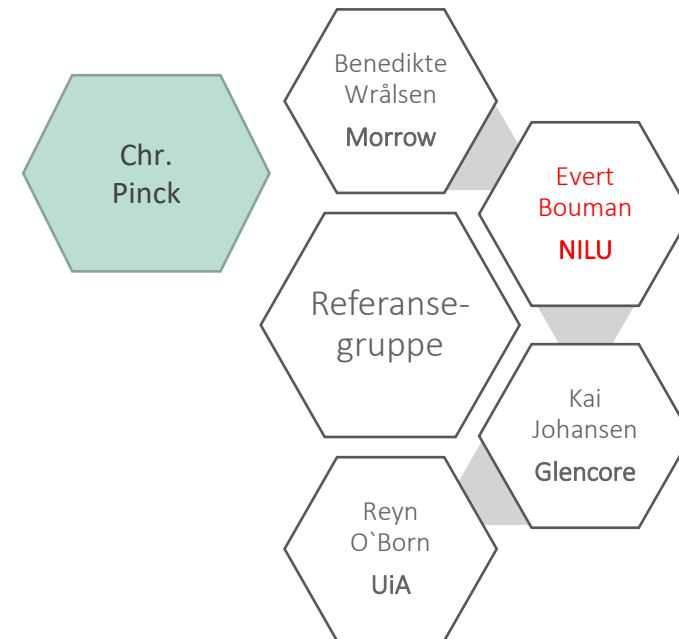 Benedikte
Wrålsen
Morrow
Chr.
Pinck
Evert
Bouman
NILU
Referanse-
gruppe
Kai
Johansen
Glencore
Reyn
O`Born
UiA